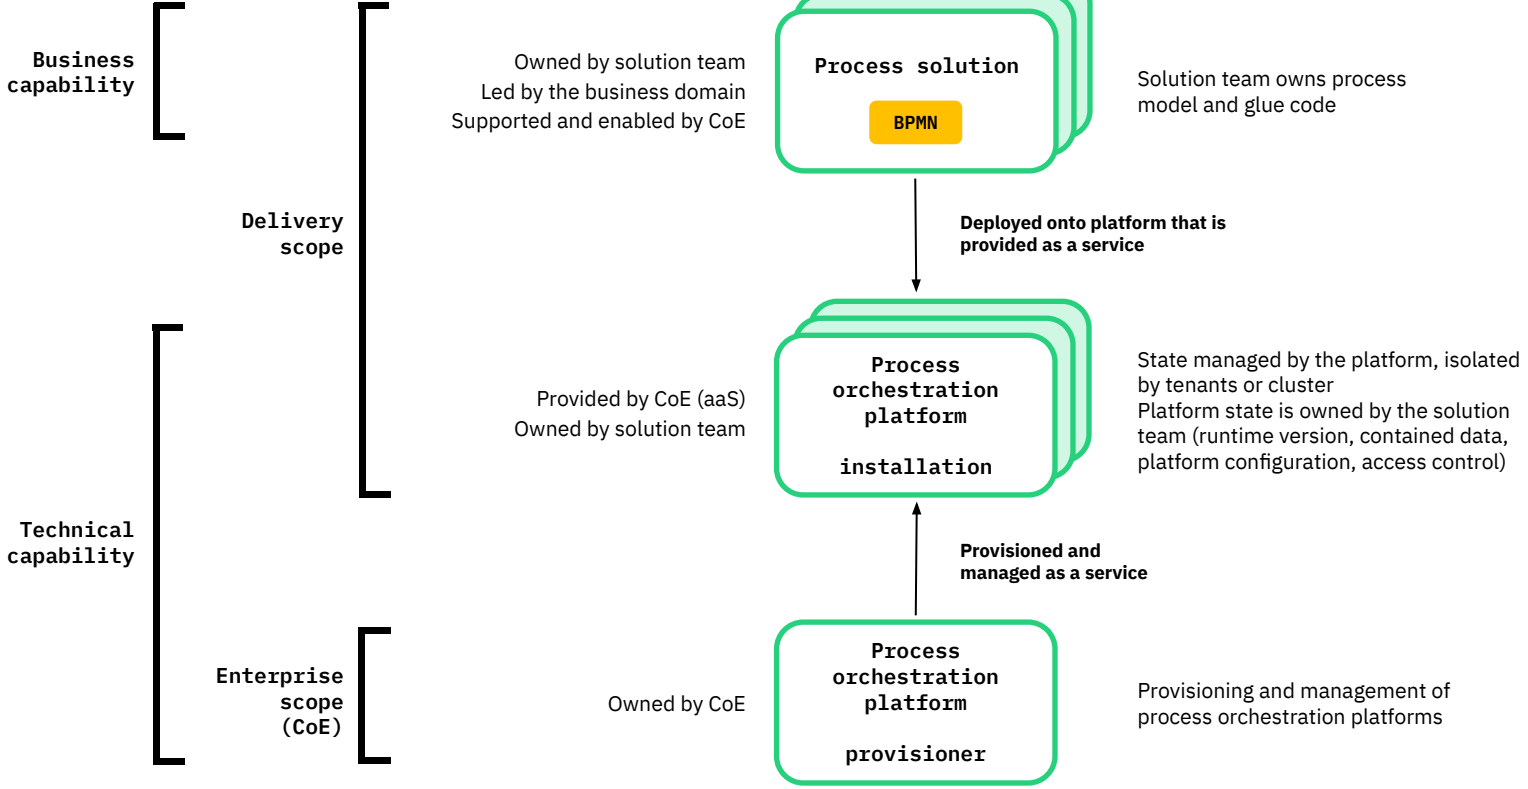 Business
capability
Owned by solution team
Led by the business domain
Supported and enabled by CoE
Process solution
BPMN
Solution team owns process
model and glue code
Delivery
scope
Deployed onto platform that is
provided as a service
Provided by CoE (aaS)
Owned by solution team
Process
orchestration
platform
installation
State managed by the platform, isolated
by tenants or cluster
Platform state is owned by the solution
team (runtime version, contained data,
platform configuration, access control)
Technical
capability
Provisioned and
managed as a service
Enterprise
scope
(CoE)
Owned by CoE
Process
orchestration
platform
provisioner
Provisioning and management of
process orchestration platforms